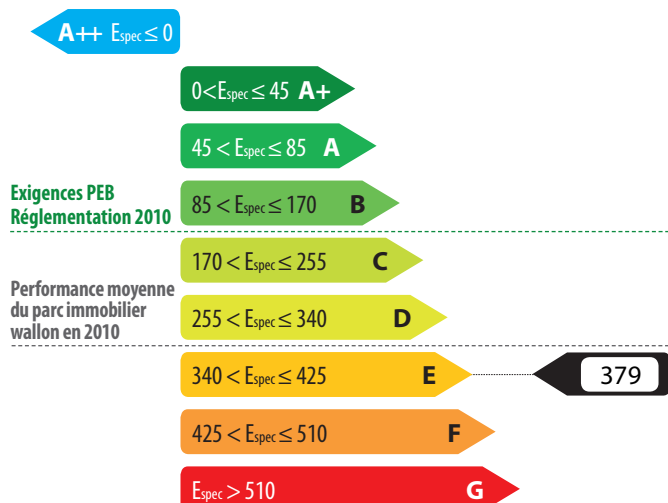 A++ Espec ≤ 0
0<Espec ≤ 45 A+
45 < Espec ≤ 85 A
Exigences PEB
Réglementation 2010
85 < Espec ≤ 170 B
170 < Espec ≤ 255 C
Performance moyenne
du parc immobilier
wallon en 2010
255 < Espec ≤ 340 D
340 < Espec ≤ 425 E
379
425 < Espec ≤ 510 F
Espec > 510 G